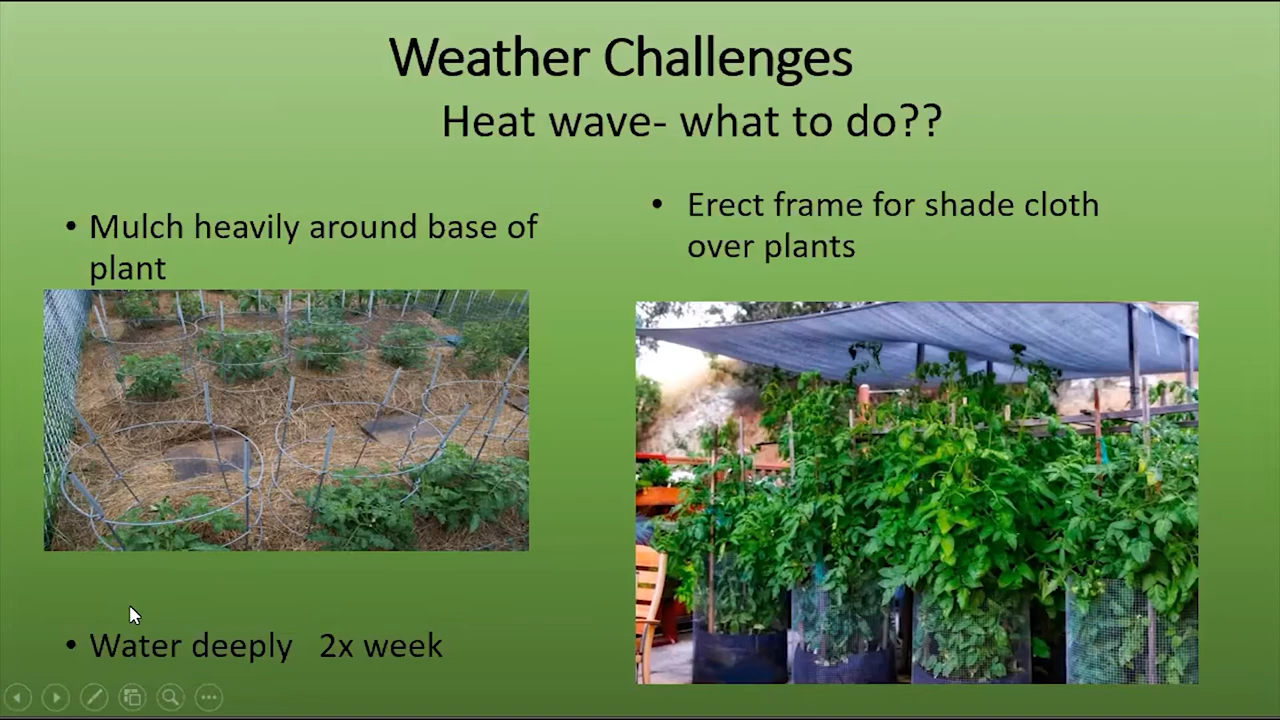 Weather Challenges
Heat wave- what to do??
• Mulch heavily around base of
plant
• Water deeply   2x week
• Erect frame for shade cloth
over plants